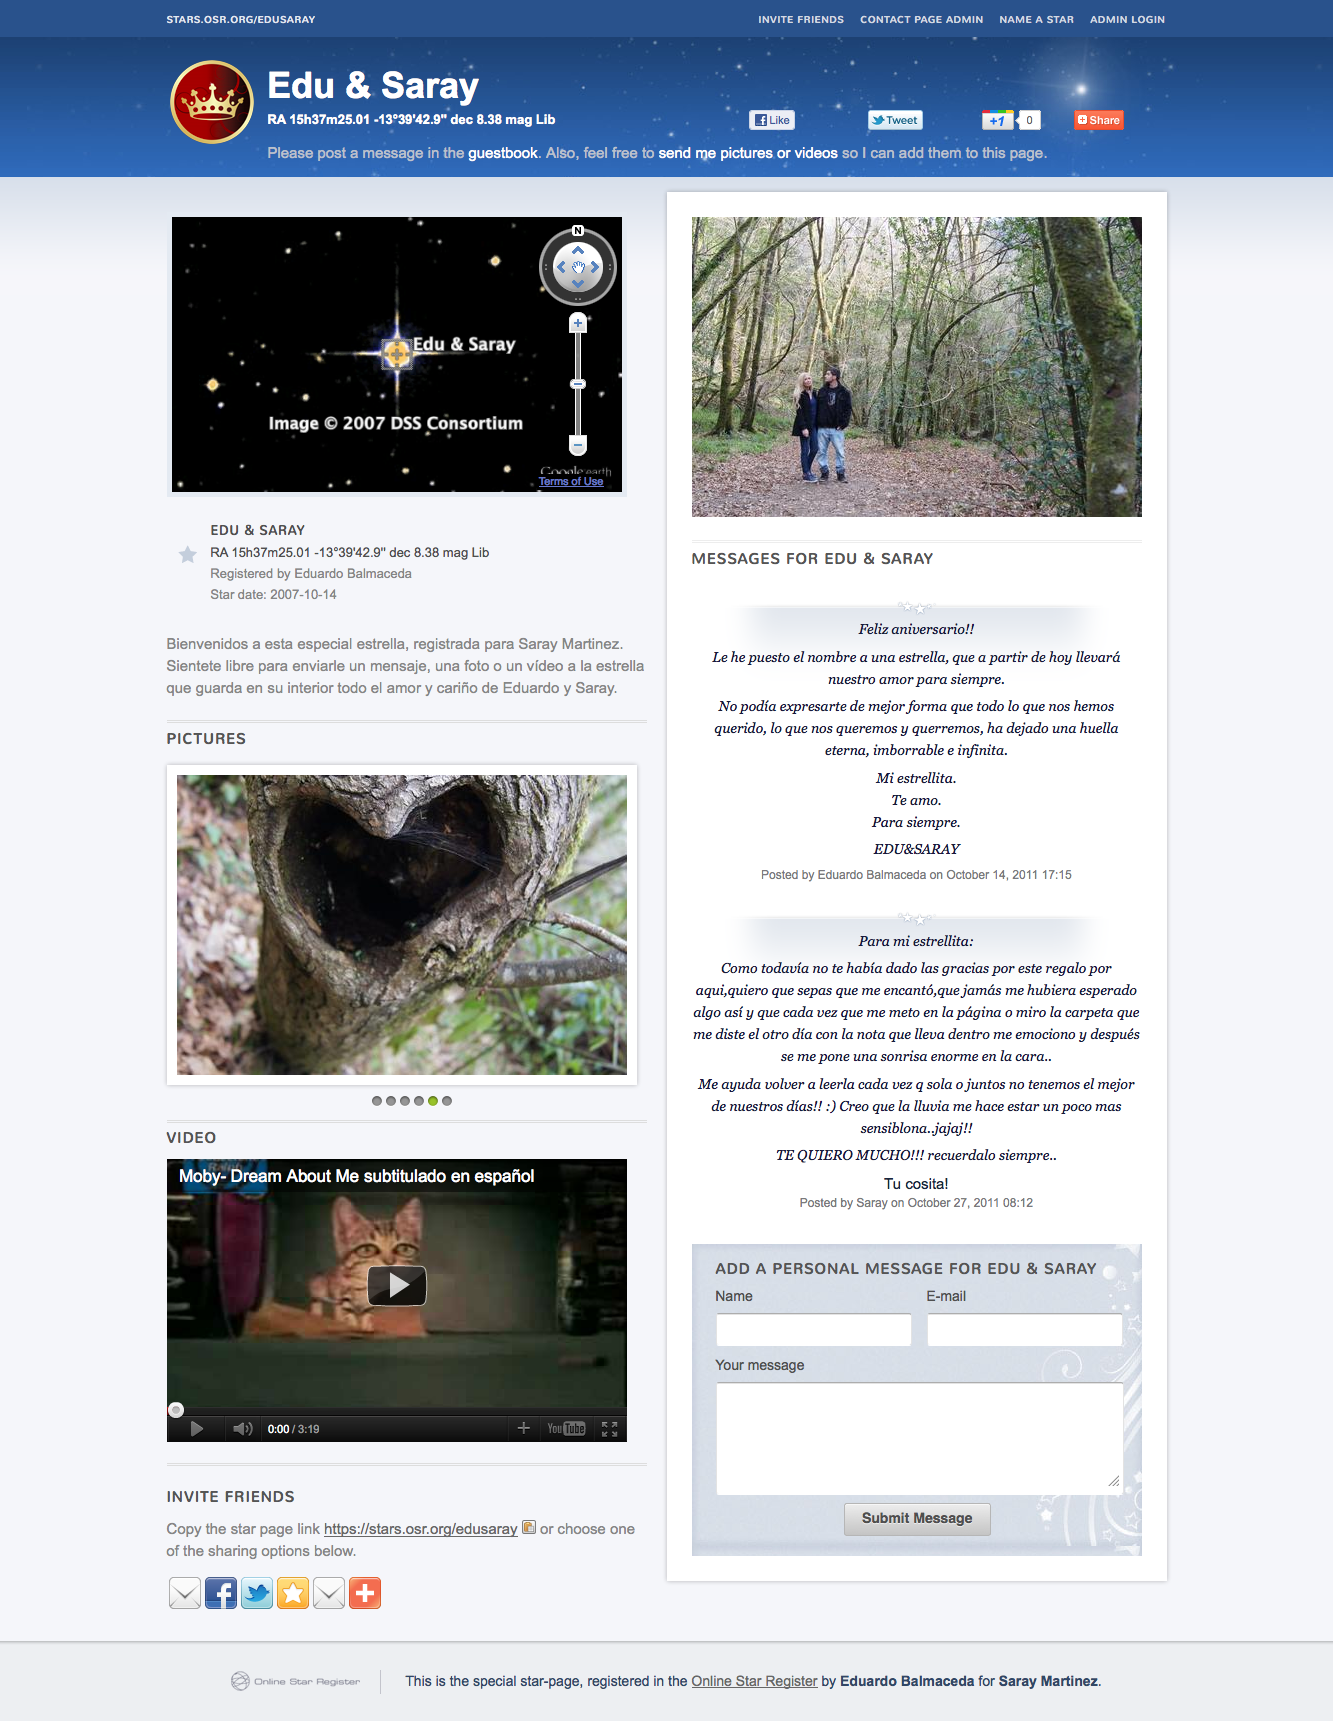 STARS.OSR.ORG/EDUSARAY
INVITE FRIENDS CONTACT PAGE ADMIN NAME A STAR ADMIN LOGIN
Edu & Saray
RA 15h37m25.01 -13°39'42.9" dec 8.38 mag Lib
Like
Tweet
+1 0
Share
Please post a message in the guestbook. Also, feel free to send me pictures or videos so I can add them to this page.
N
Edu & Saray
Image © 2007 DSS Consortium
Google earth
Terms of Use
EDU & SARAY
RA 15h37m25.01 -13°39'42.9" dec 8.38 mag Lib
Registered by Eduardo Balmaceda
Star date: 2007-10-14
Bienvenidos a esta especial estrella, registrada para Saray Martinez.
Sientete libre para enviarle un mensaje, una foto o un vídeo a la estrella
que guarda en su interior todo el amor y cariño de Eduardo y Saray.
PICTURES
VIDEO
Moby- Dream About Me subtitulado en español
0:00 / 3:19
YouTube
INVITE FRIENDS
Copy the star page link https://stars.osr.org/edusaray or choose one
of the sharing options below.
MESSAGES FOR EDU & SARAY
Feliz aniversario!!
Le he puesto el nombre a una estrella, que a partir de hoy llevará
nuestro amor para siempre.
No podía expresarte de mejor forma que todo lo que nos hemos
querido, lo que nos queremos y querremos, ha dejado una huella
eterna, imborrable e infinita.
Mi estrellita.
Te amo.
Para siempre.
EDU&SARAY
Posted by Eduardo Balmaceda on October 14, 2011 17:15
Para mi estrellita:
Como todavía no te había dado las gracias por este regalo por
aqui,quiero que sepas que me encantó,que jamás me hubiera esperado
algo así y que cada vez que me meto en la página o miro la carpeta que
me diste el otro día con la nota que lleva dentro me emociono y después
se me pone una sonrisa enorme en la cara..
Me ayuda volver a leerla cada vez q sola o juntos no tenemos el mejor
de nuestros días!! :) Creo que la lluvia me hace estar un poco mas
sensiblona..jajaj!!
TE QUIERO MUCHO!!! recuerdalo siempre..
Tu cosita!
Posted by Saray on October 27, 2011 08:12
ADD A PERSONAL MESSAGE FOR EDU & SARAY
Name E-mail
Your message
Submit Message
Online Star Register
This is the special star-page, registered in the Online Star Register by Eduardo Balmaceda for Saray Martinez.